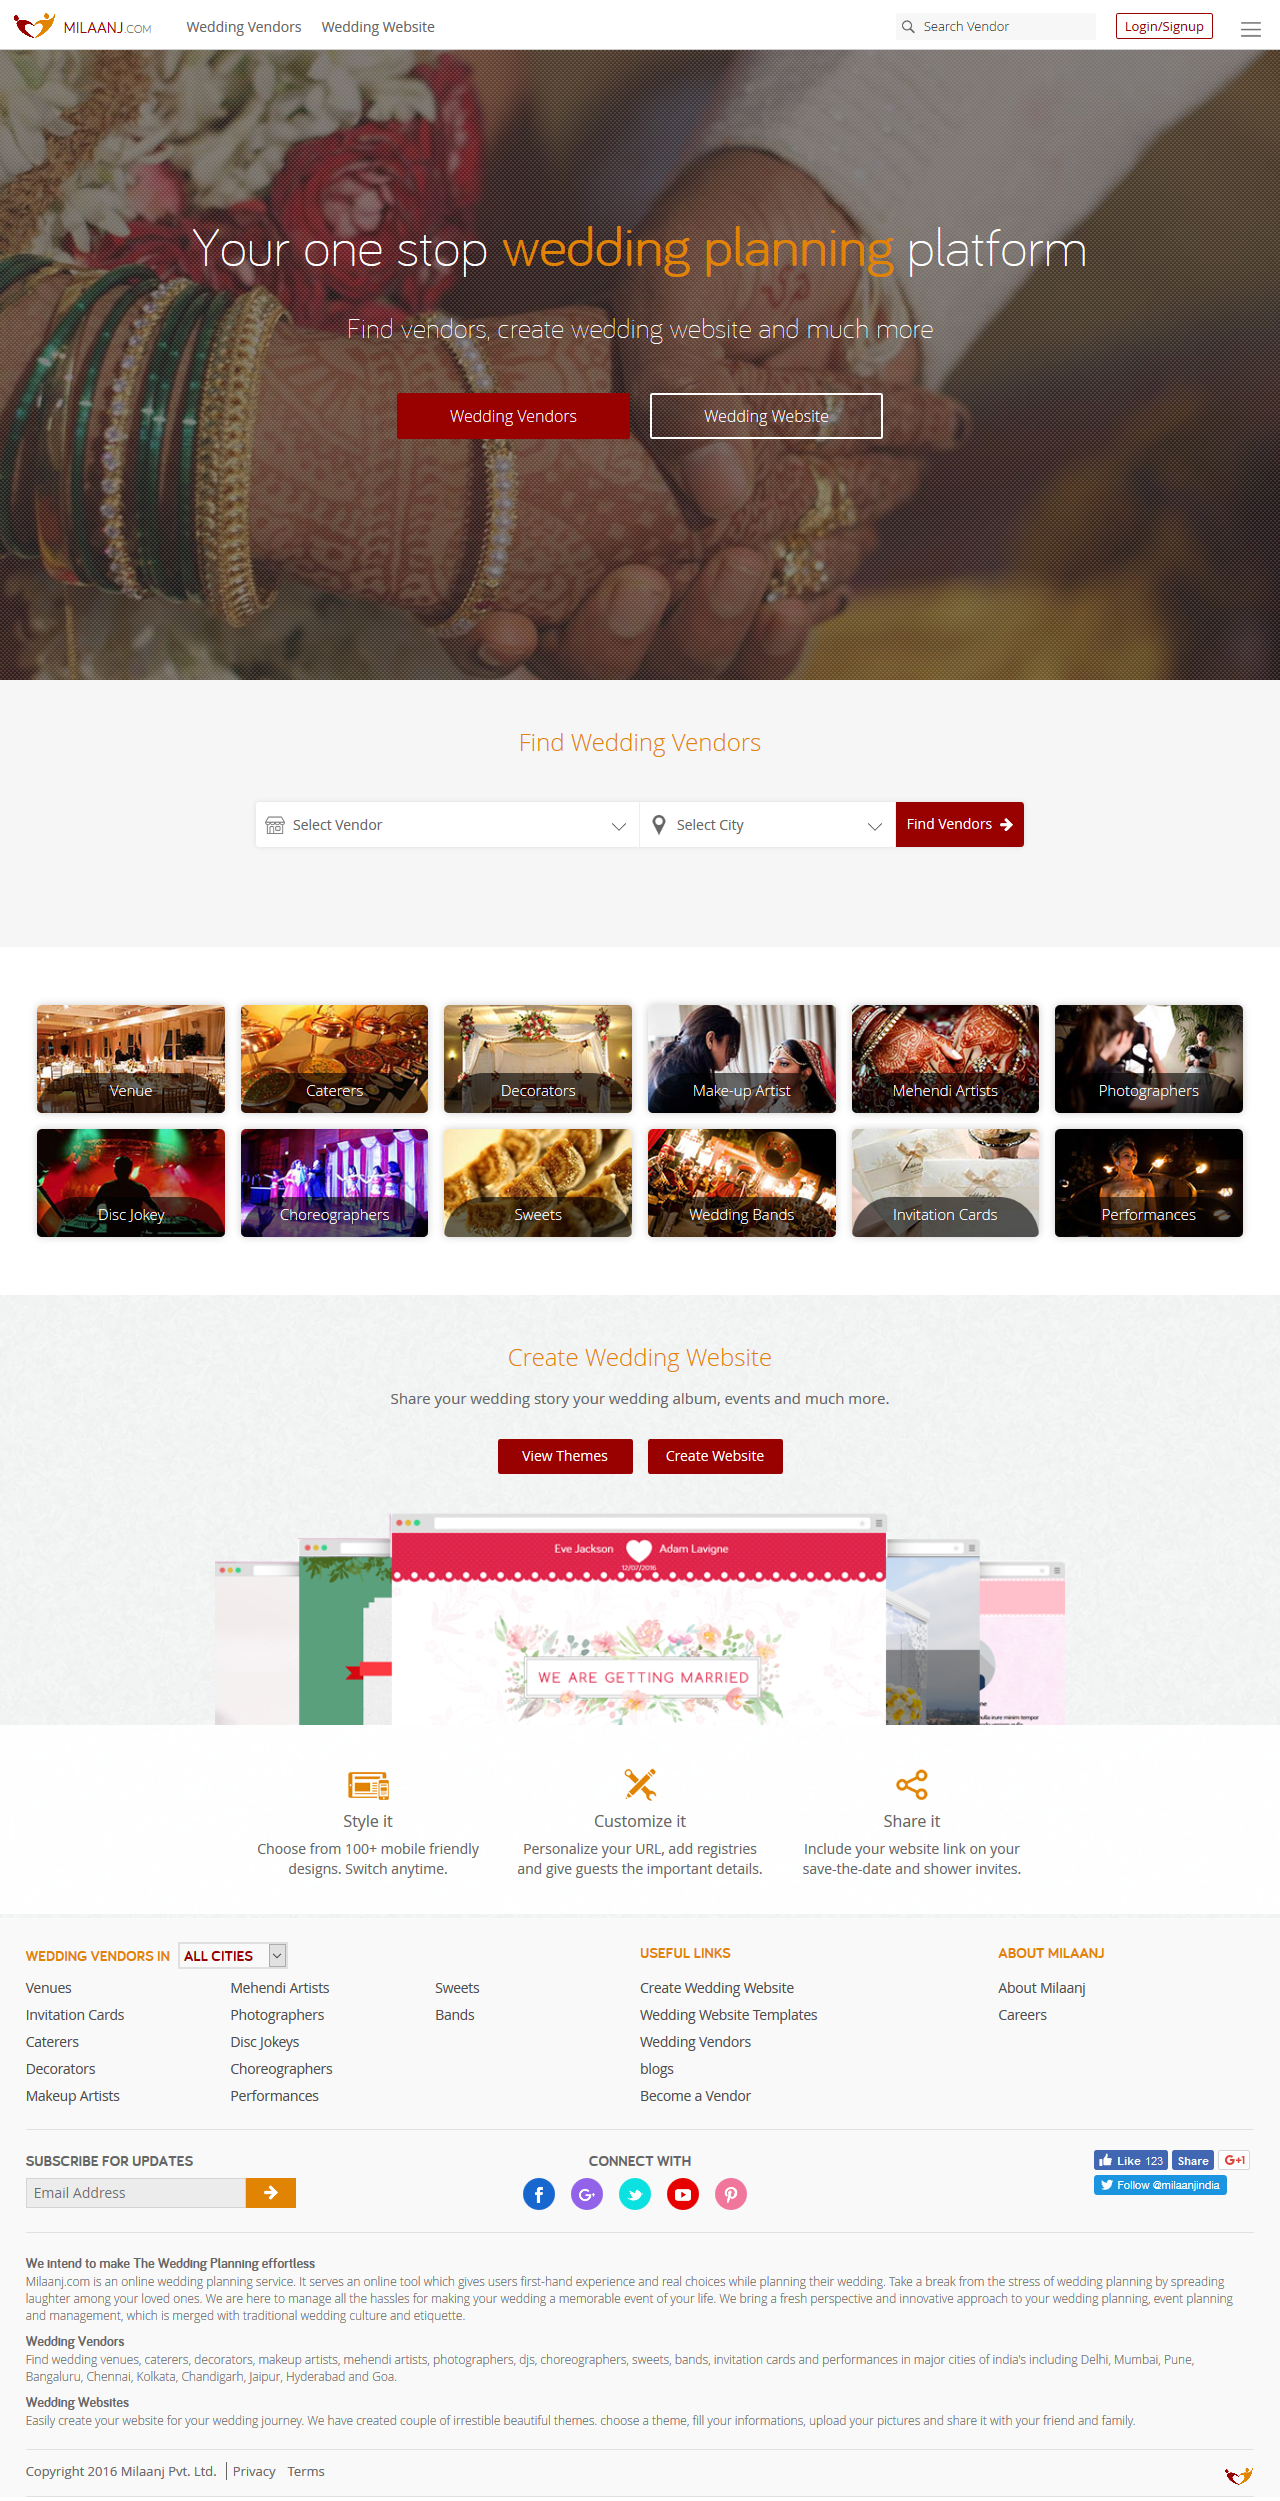 MILAANJ.COM
Wedding Vendors
Wedding Website
Search Vendor
Login/Signup
Your one stop wedding planning platform
Find vendors, create wedding website and much more
Wedding Vendors
Wedding Website
Find Wedding Vendors
Select Vendor
Select City
Find Vendors
Venue
Caterers
Decorators
Make-up Artist
Mehendi Artists
Photographers
Disc Jokey
Choreographers
Sweets
Wedding Bands
Invitation Cards
Performances
Create Wedding Website
Share your wedding story your wedding album, events and much more.
View Themes
Create Website
Eve Jackson
Adam Lavigne
12/07/2016
WE ARE GETTING MARRIED
Style it
Choose from 100+ mobile friendly
designs. Switch anytime.
Customize it
Personalize your URL, add registries
and give guests the important details.
Share it
Include your website link on your
save-the-date and shower invites.
WEDDING VENDORS IN
ALL CITIES
Venues
Invitation Cards
Caterers
Decorators
Makeup Artists
Mehendi Artists
Photographers
Disc Jokeys
Choreographers
Performances
Sweets
Bands
USEFUL LINKS
Create Wedding Website
Wedding Website Templates
Wedding Vendors
blogs
Become a Vendor
ABOUT MILAANJ
About Milaanj
Careers
SUBSCRIBE FOR UPDATES
Email Address
CONNECT WITH
Like 123
Share
G+1
Follow @milaanjindia
We intend to make The Wedding Planning effortless
Milaanj.com is an online wedding planning service. It serves an online tool which gives users first-hand experience and real choices while planning their wedding. Take a break from the stress of wedding planning by spreading
laughter among your loved ones. We are here to manage all the hassles for making your wedding a memorable event of your life. We bring a fresh perspective and innovative approach to your wedding planning, event planning
and management, which is merged with traditional wedding culture and etiquette.
Wedding Vendors
Find wedding venues, caterers, decorators, makeup artists, mehendi artists, photographers, djs, choreographers, sweets, bands, invitation cards and performances in major cities of india's including Delhi, Mumbai, Pune,
Bangaluru, Chennai, Kolkata, Chandigarh, Jaipur, Hyderabad and Goa.
Wedding Websites
Easily create your website for your wedding journey. We have created couple of irrestible beautiful themes. choose a theme, fill your informations, upload your pictures and share it with your friend and family.
Copyright 2016 Milaanj Pvt. Ltd.
Privacy
Terms